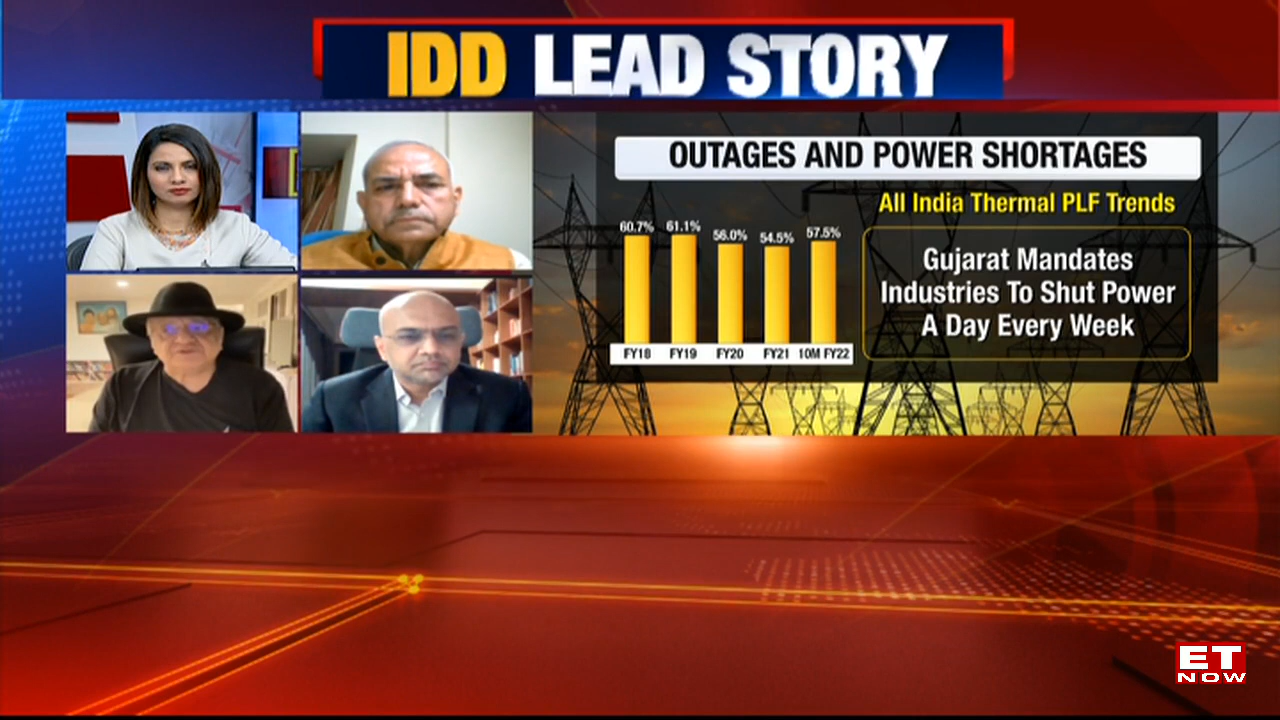 IDD LEAD STORY
OUTAGES AND POWER SHORTAGES
All India Thermal PLF Trends
60.7% 61.1% 56.0% 54.5% 57.5%
FY18 FY19 FY20 FY21 10M FY22
Gujarat Mandates
Industries To Shut Power
A Day Every Week
ET
NOW